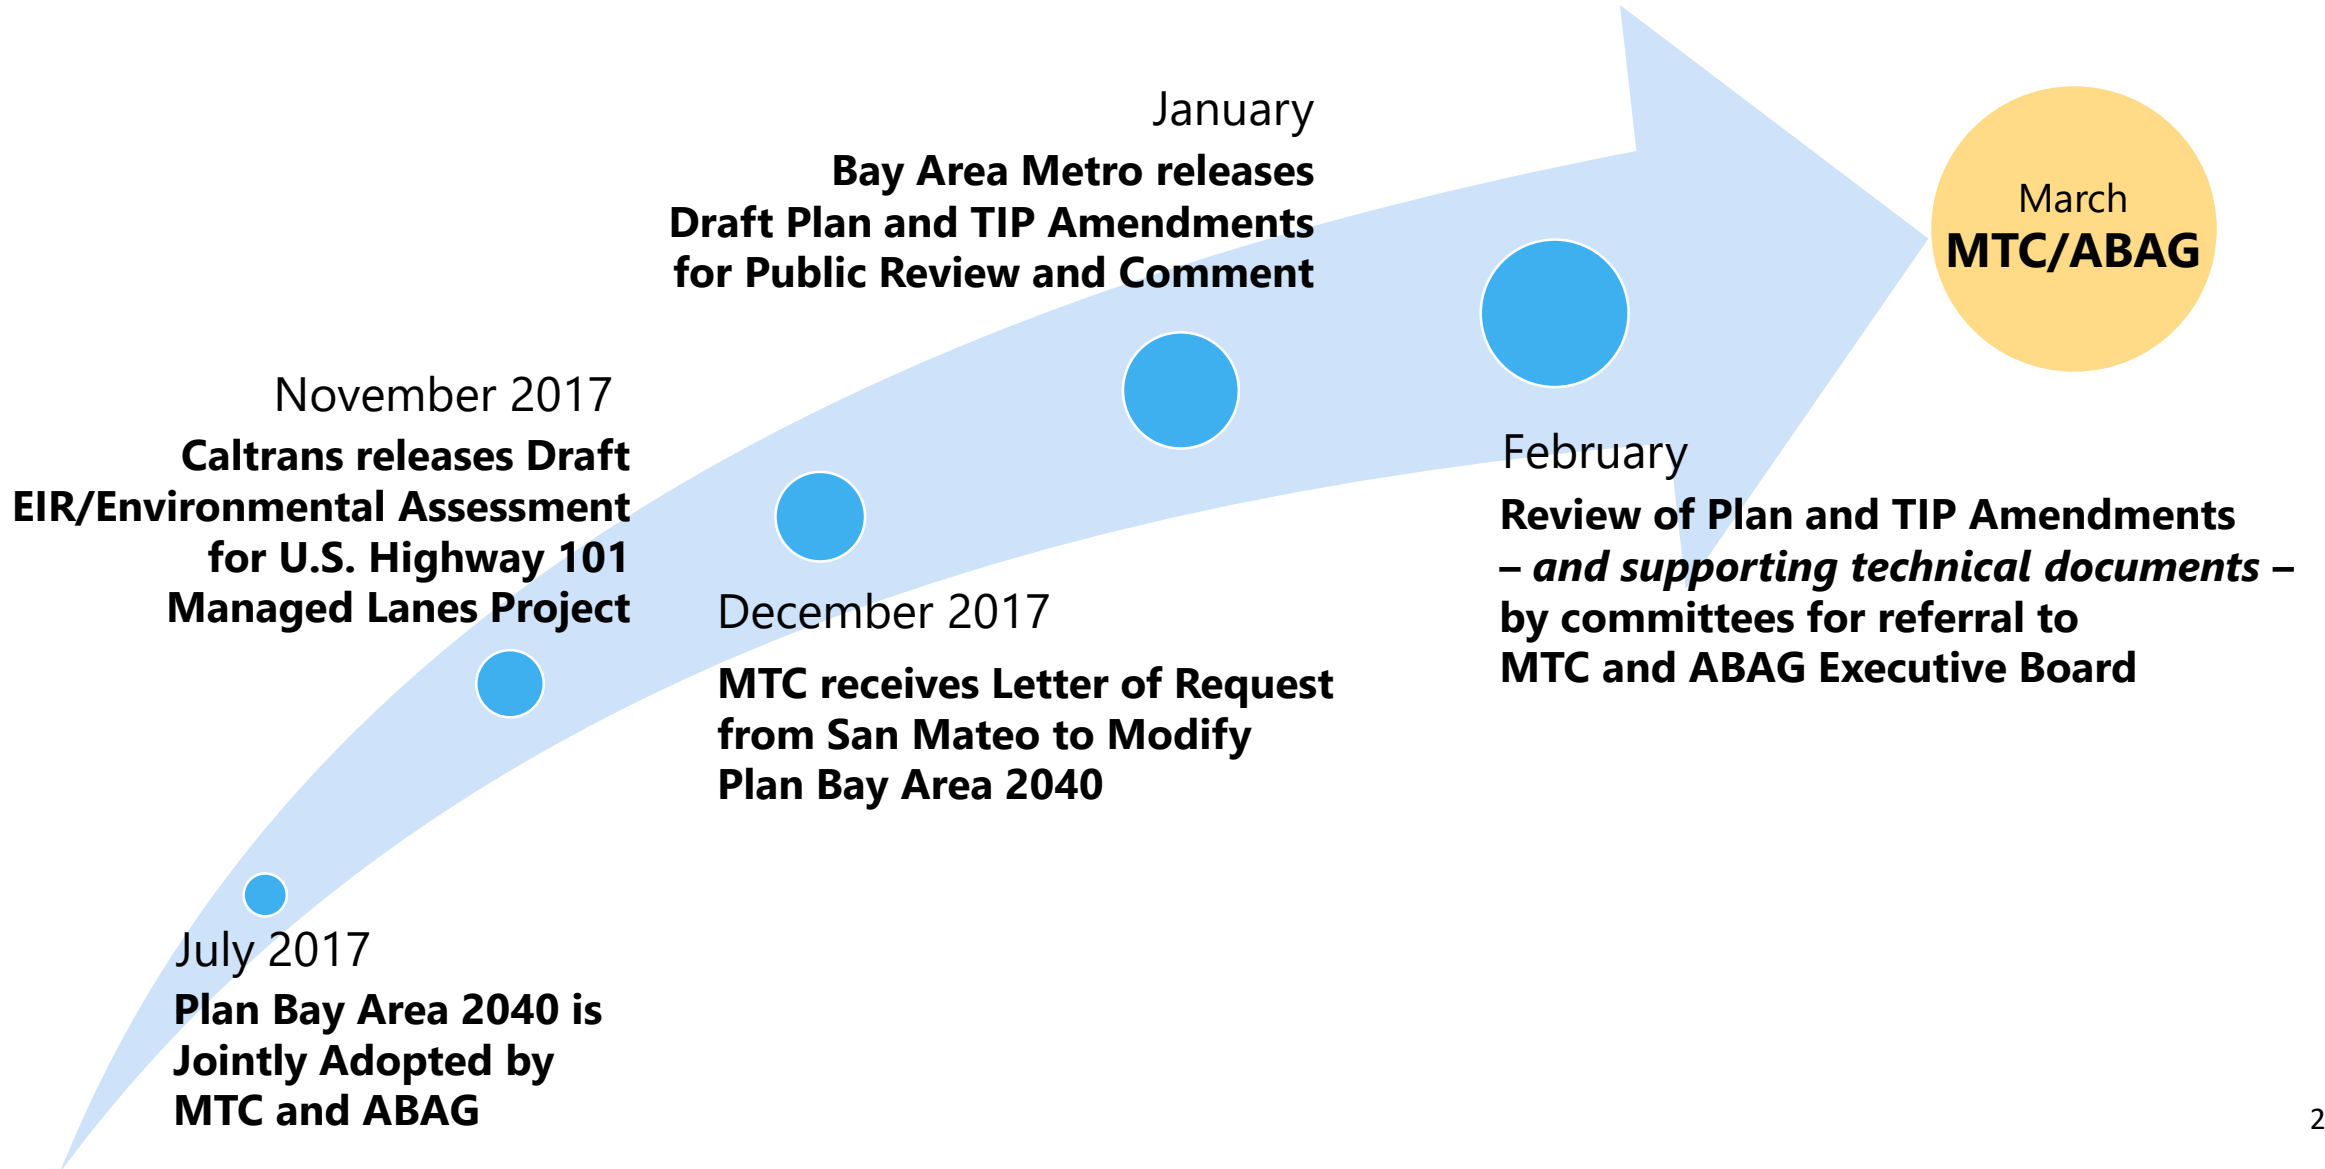 July 2017
Plan Bay Area 2040 is
Jointly Adopted by
MTC and ABAG
November 2017
Caltrans releases Draft
EIR/Environmental Assessment
for U.S. Highway 101
Managed Lanes Project
December 2017
MTC receives Letter of Request
from San Mateo to Modify
Plan Bay Area 2040
January
Bay Area Metro releases
Draft Plan and TIP Amendments
for Public Review and Comment
February
Review of Plan and TIP Amendments
– and supporting technical documents –
by committees for referral to
MTC and ABAG Executive Board
March
MTC/ABAG
2